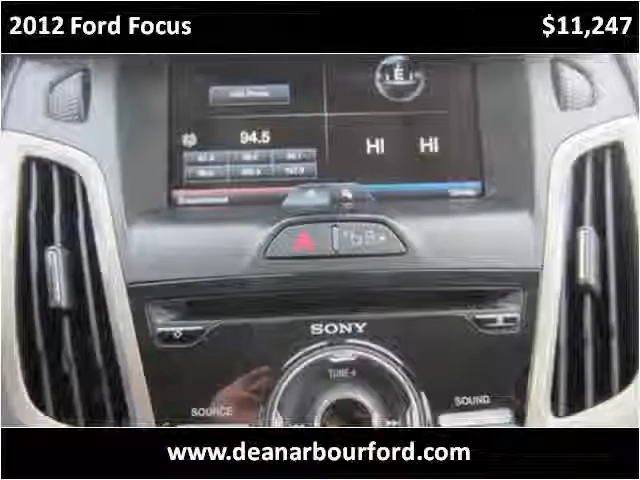 2012 Ford Focus
$11,247
E
94.5
HI HI
SONY
TUNE +
SOURCE
SOUND
www.deanarbourford.com